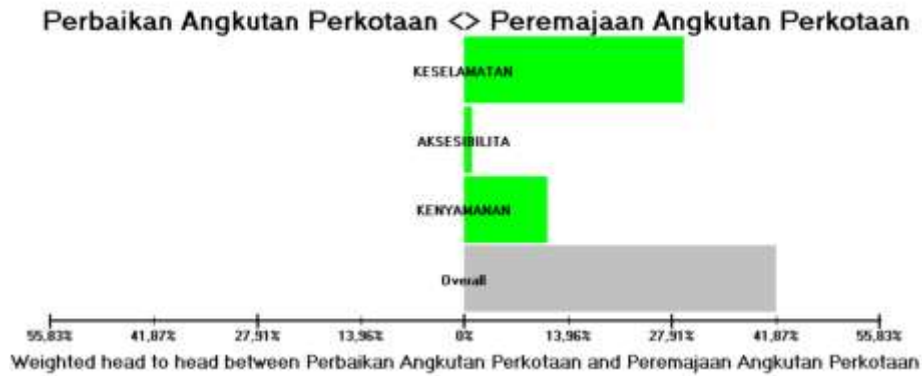 Perbaikan Angkutan Perkotaan <> Peremajaan Angkutan Perkotaan
KESELAMATAN
AKSESIBILITA
KENYAMANAN
Overall
55,83% 41,87% 27,91% 13,96% 0% 13,96% 27,91% 41,87% 55,83%
Weighted head to head between Perbaikan Angkutan Perkotaan and Peremajaan Angkutan Perkotaan